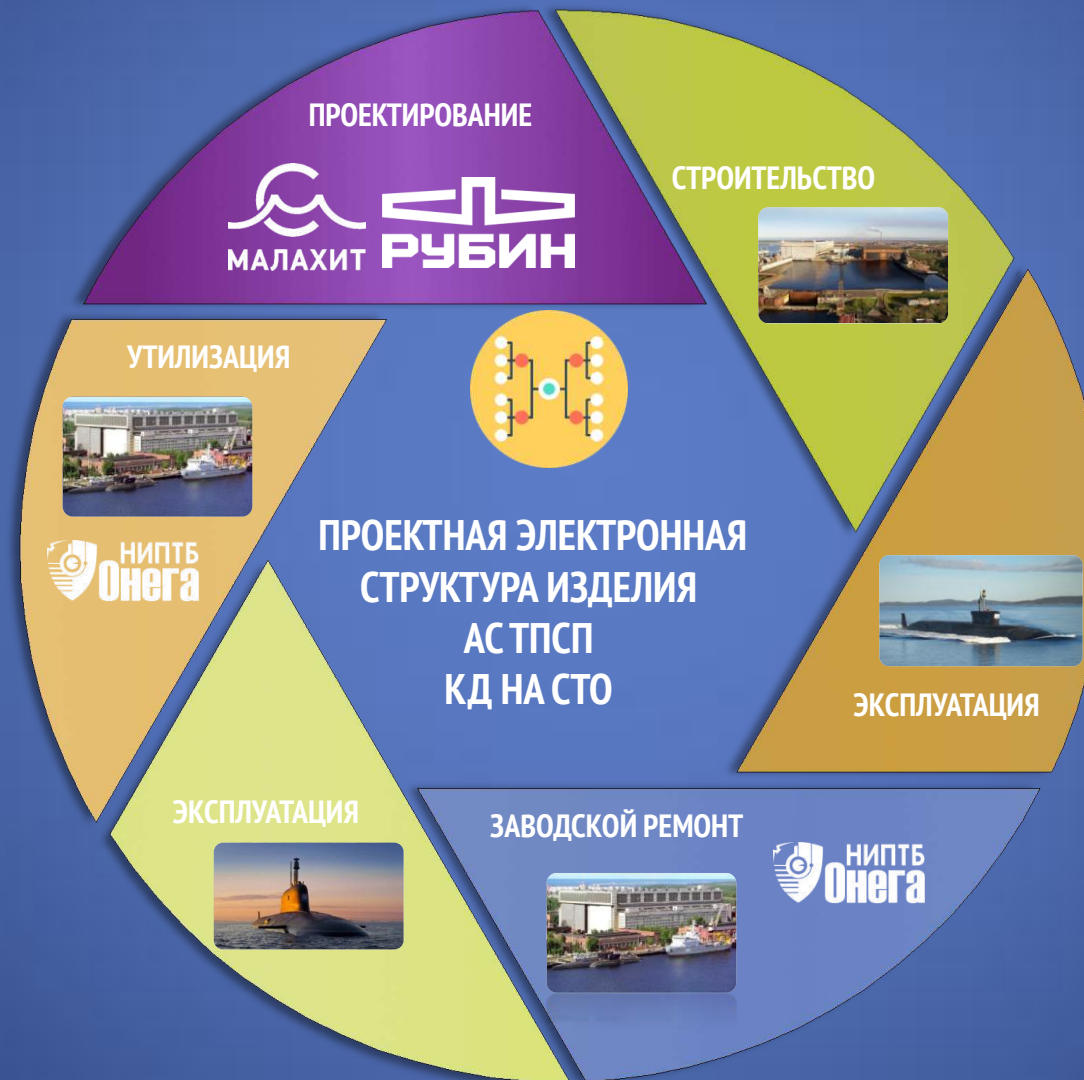 ПРОЕКТИРОВАНИЕ
МАЛАХИТ
РУБИН
СТРОИТЕЛЬСТВО
ЭКСПЛУАТАЦИЯ
ЗАВОДСКОЙ РЕМОНТ
НИПТБ
Онега
ЭКСПЛУАТАЦИЯ
УТИЛИЗАЦИЯ
НИПТБ
Онега
ПРОЕКТНАЯ ЭЛЕКТРОННАЯ
СТРУКТУРА ИЗДЕЛИЯ
АС ТПСП
КД НА СТО